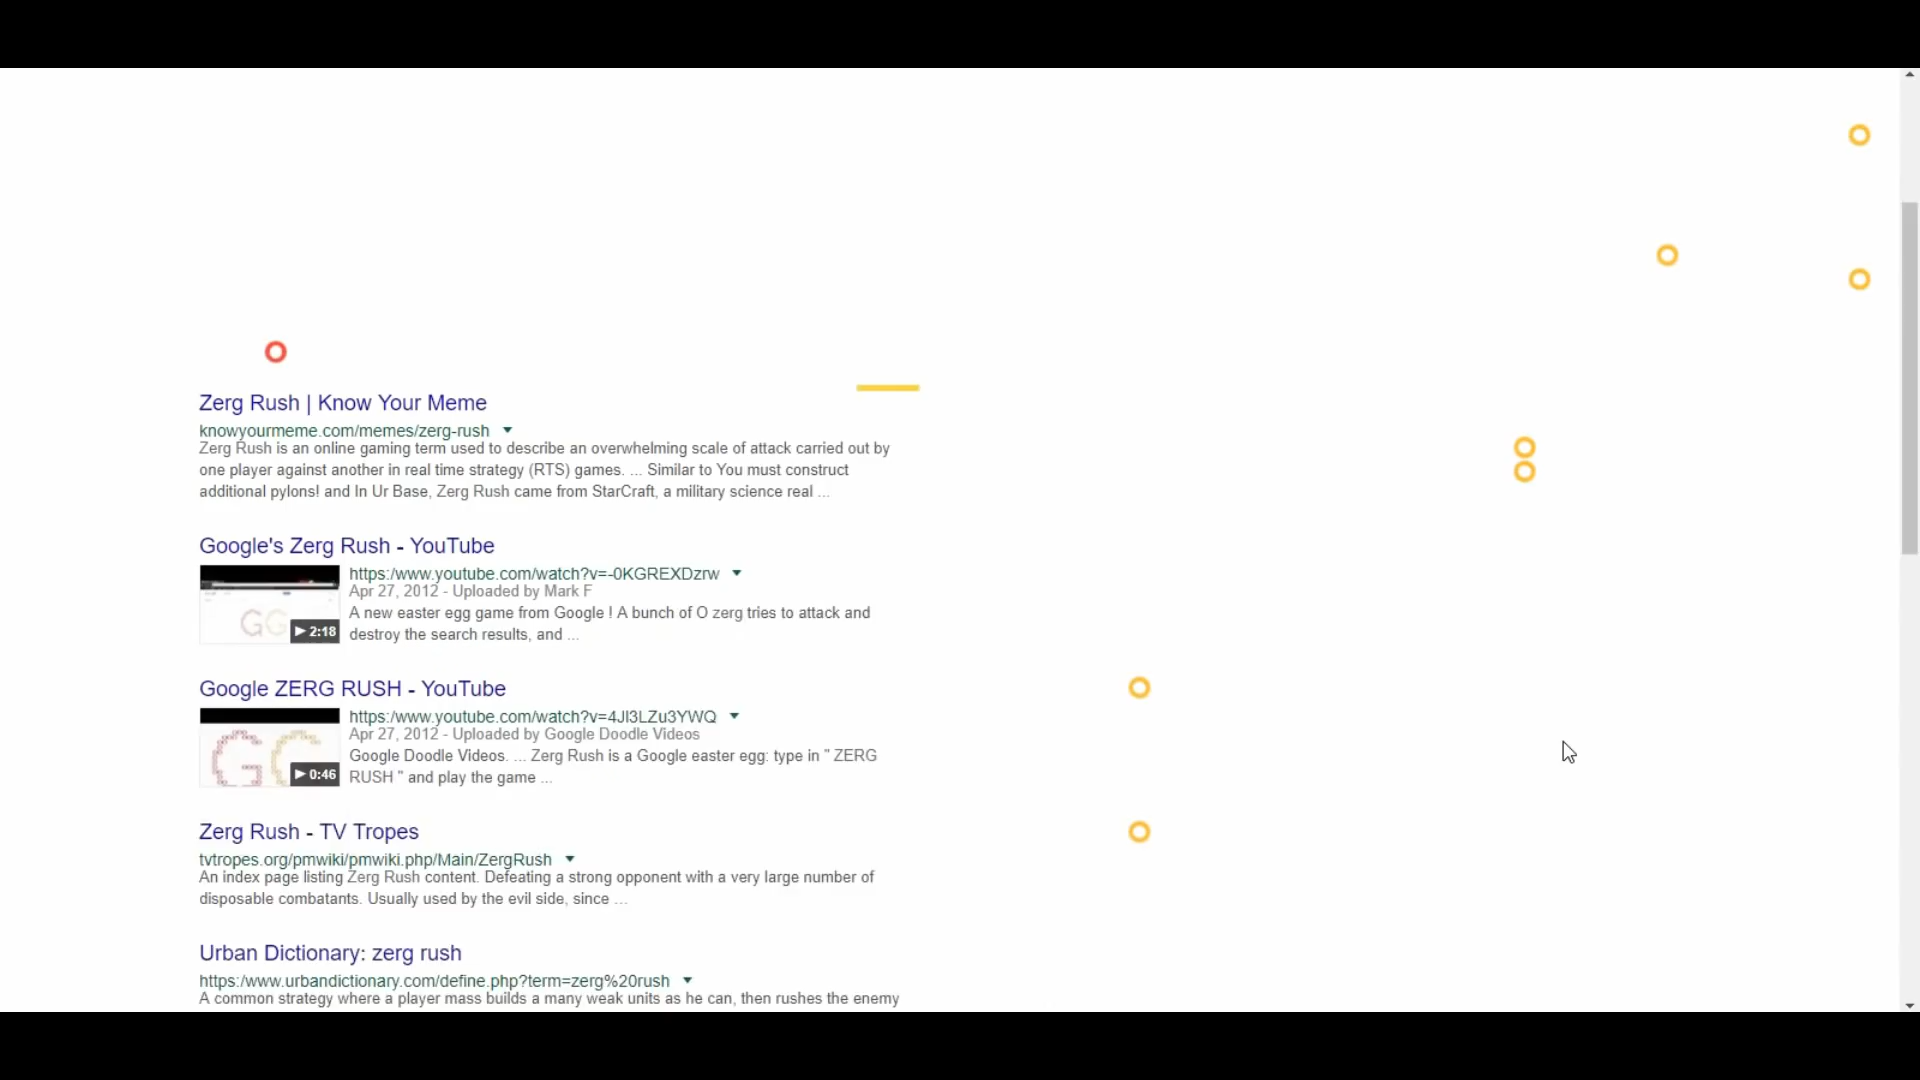 Zerg Rush | Know Your Meme
knowyourmeme.com/memes/zerg-rush
Zerg Rush is an online gaming term used to describe an overwhelming scale of attack carried out by
one player against another in real time strategy (RTS) games. ... Similar to You must construct
additional pylons! and In Ur Base, Zerg Rush came from StarCraft, a military science real ...
Google's Zerg Rush - YouTube
https:/www.youtube.com/watch?v=-0KGREXDzrw
Apr 27, 2012 - Uploaded by Mark F
A new easter egg game from Google ! A bunch of O zerg tries to attack and
destroy the search results, and ...
GG
2:18
Google ZERG RUSH - YouTube
https:/www.youtube.com/watch?v=4JI3LZu3YWQ
Apr 27, 2012 - Uploaded by Google Doodle Videos
Google Doodle Videos. ... Zerg Rush is a Google easter egg: type in " ZERG
RUSH " and play the game ...
GG
0:46
Zerg Rush - TV Tropes
tvtropes.org/pmwiki/pmwiki.php/Main/ZergRush
An index page listing Zerg Rush content. Defeating a strong opponent with a very large number of
disposable combatants. Usually used by the evil side, since ...
Urban Dictionary: zerg rush
https:/www.urbandictionary.com/define.php?term=zerg%20rush
A common strategy where a player mass builds a many weak units as he can, then rushes the enemy